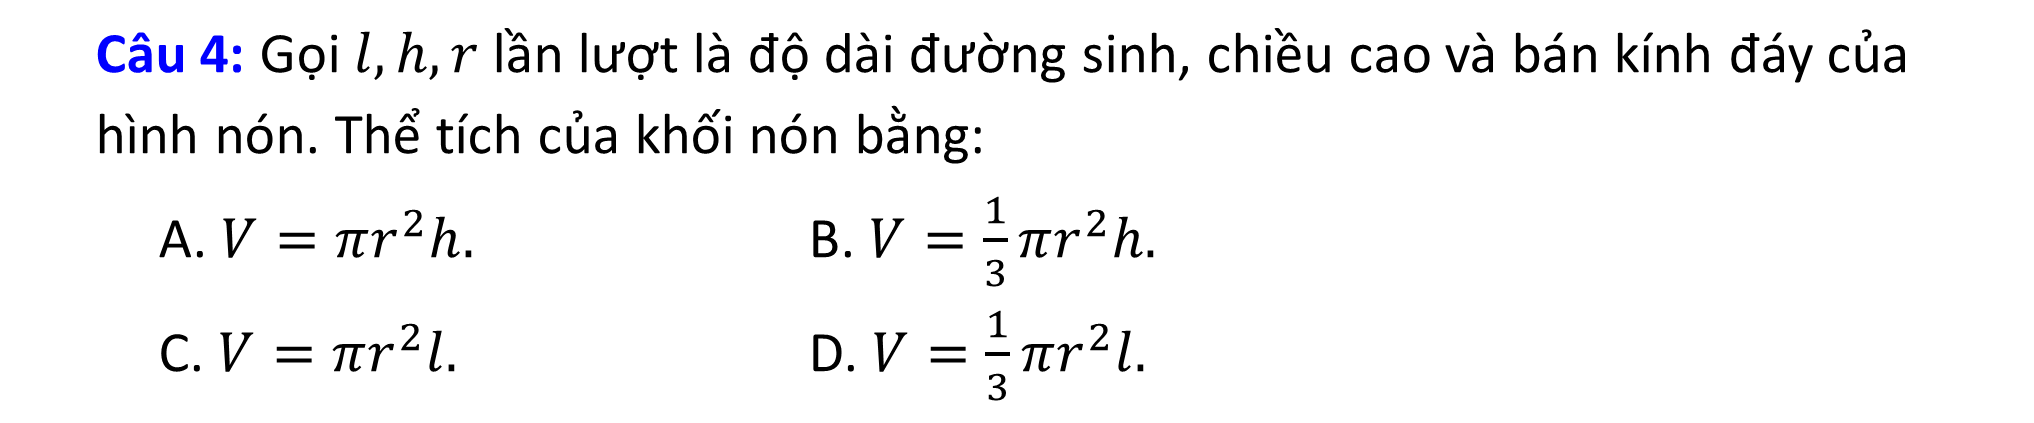 Câu 4: Gọi l, h, r lần lượt là độ dài đường sinh, chiều cao và bán kính đáy của
hình nón. Thể tích của khối nón bằng:
A. V = πr²h.
B. V = 1/3 πr²h.
C. V = πr²l.
D. V = 1/3 πr²l.